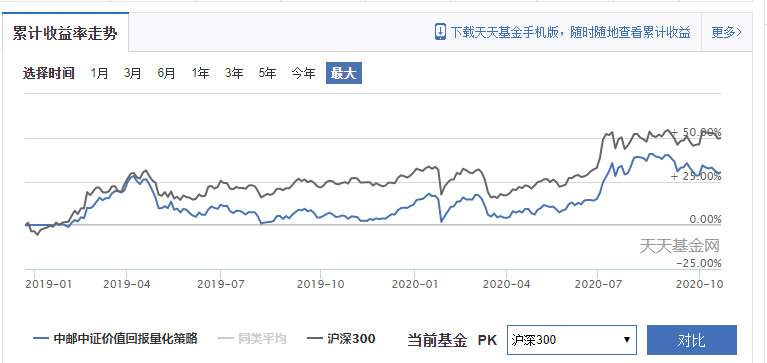 累计收益率走势 下载天天基金手机版，随时随地查看累计收益 更多>
选择时间 1月 3月 6月 1年 3年 5年 今年 最大
+ 50.00%
+ 25.00%
0.00%
天天基金网
-25.00%
2019-01 2019-04 2019-07 2019-10 2020-01 2020-04 2020-07 2020-10
中邮中证价值回报量化策略 同类平均 沪深300 当前基金 PK 沪深300 对比